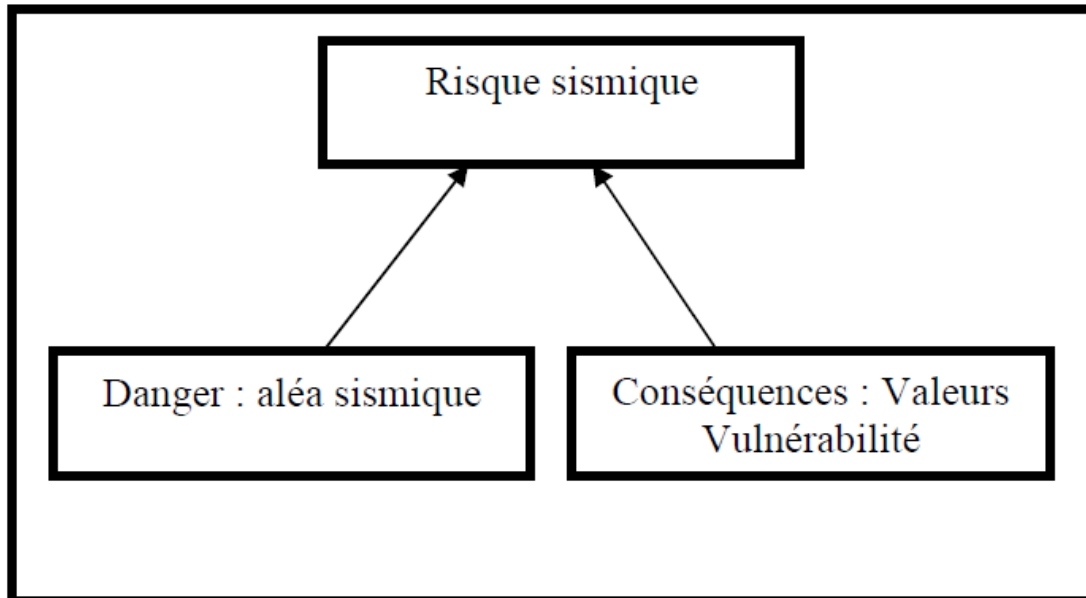 Risque sismique
Danger : aléa sismique
Conséquences : Valeurs
Vulnérabilité